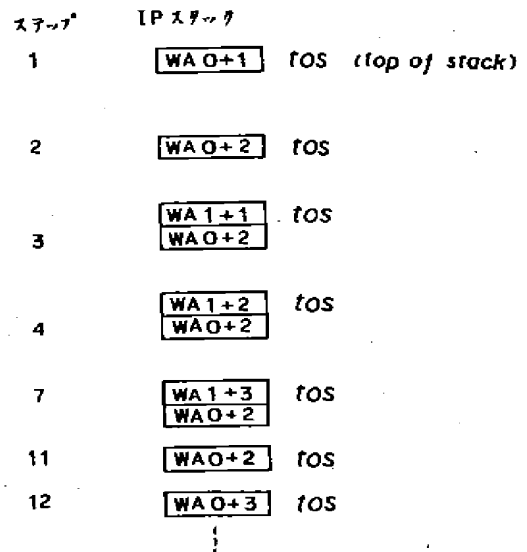 ステップ IPスタック
1 WA0+1 tos (top of stack)
2 WA0+2 tos
WA1+1 tos
3 WA0+2
WA1+2 tos
4 WA0+2
7 WA1+3 tos
WA0+2
11 WA0+2 tos
12 WA0+3 tos